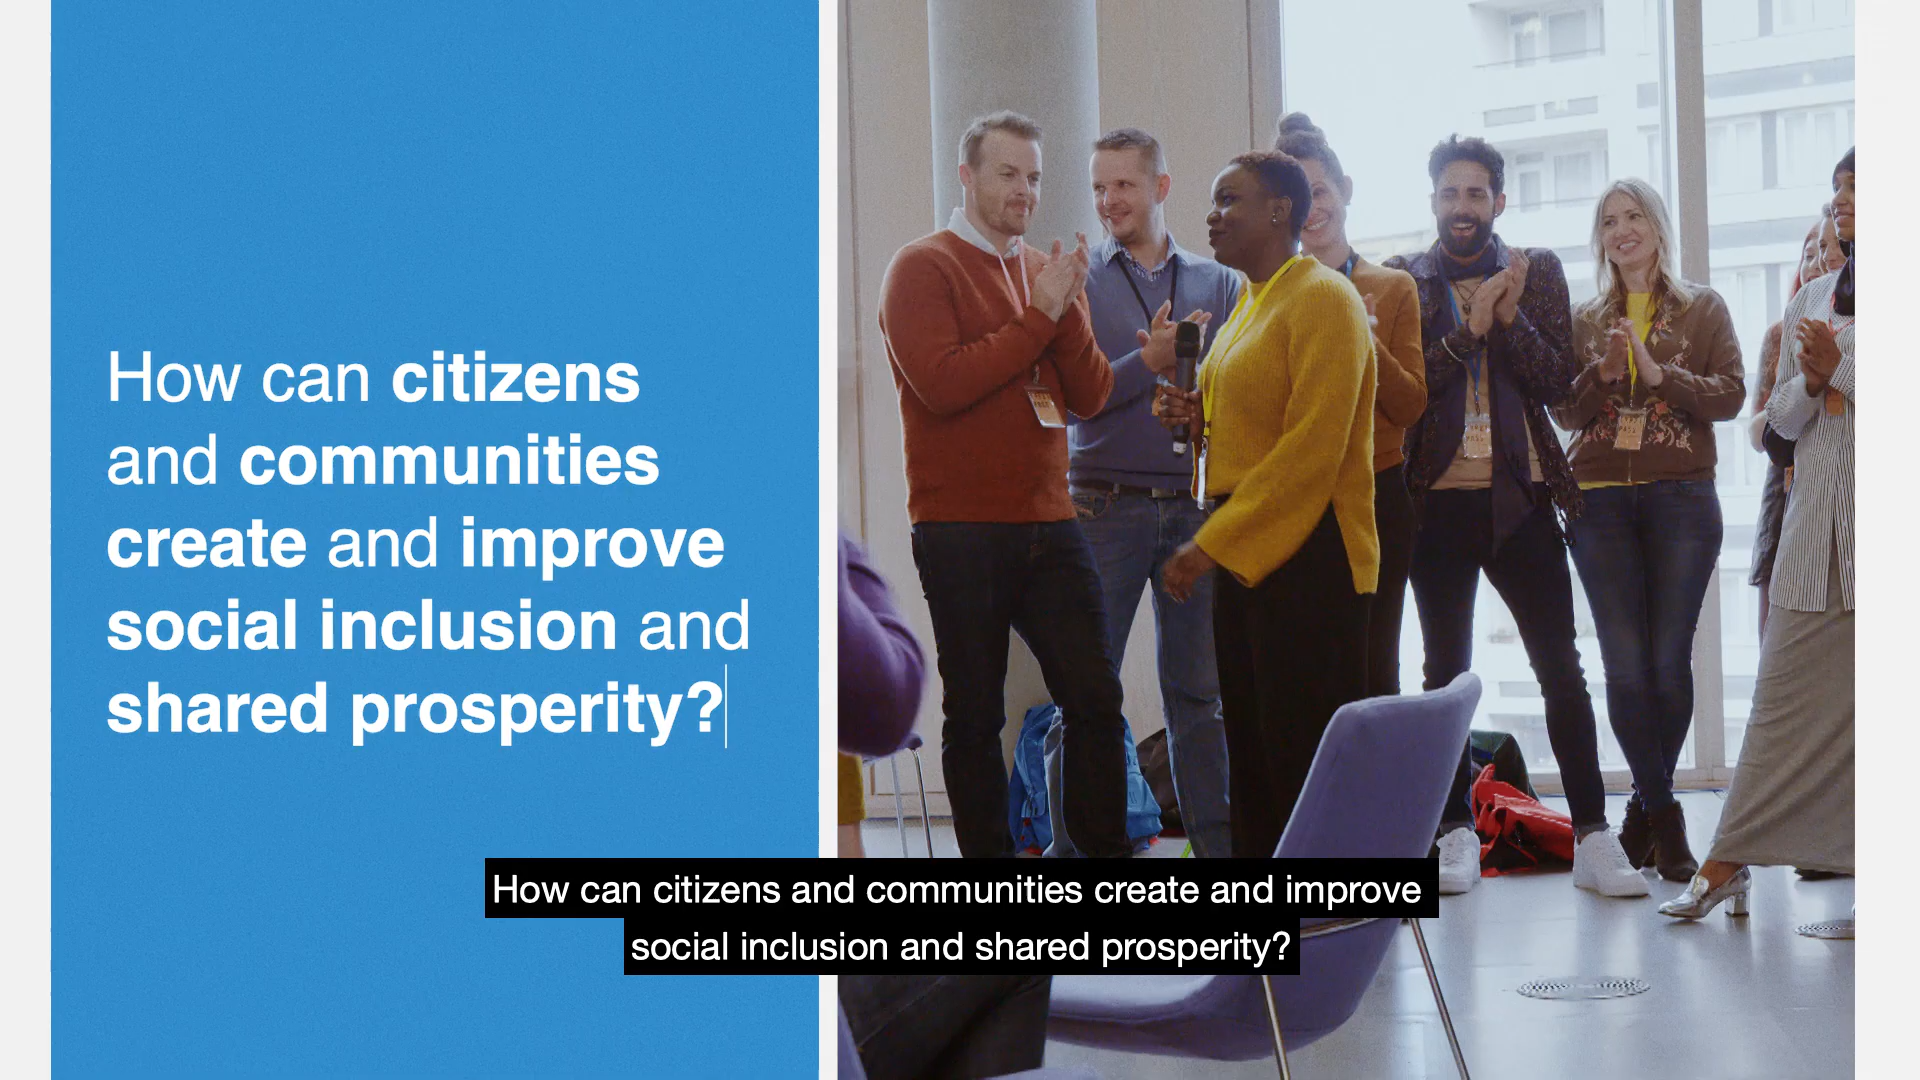 How can citizens
and communities
create and improve
social inclusion and
shared prosperity?
How can citizens and communities create and improve
social inclusion and shared prosperity?